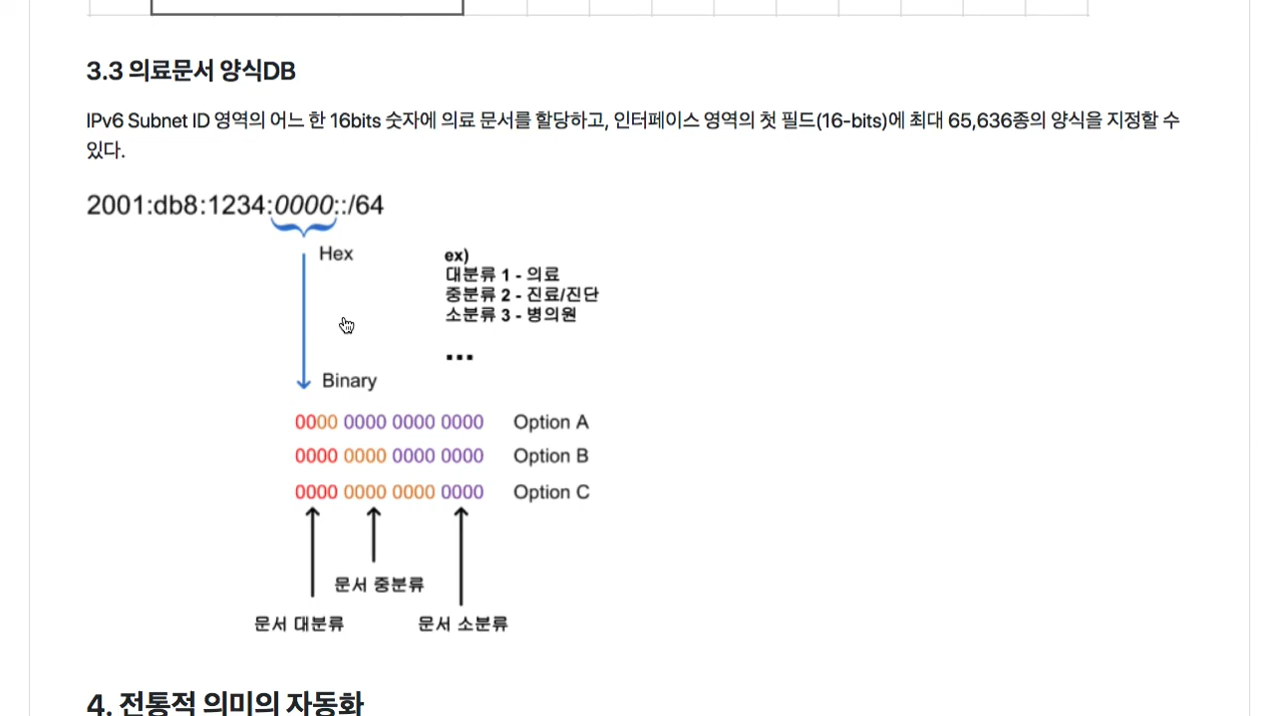 3.3 의료문서 양식DB
IPv6 Subnet ID 영역의 어느 한 16bits 숫자에 의료 문서를 할당하고, 인터페이스 영역의 첫 필드(16-bits)에 최대 65,636종의 양식을 지정할 수
있다.
2001:db8:1234:0000::/64
Hex
ex)
대분류 1 - 의료
중분류 2 - 진료/진단
소분류 3 - 병의원
...
Binary
0000 0000 0000 0000 Option A
0000 0000 0000 0000 Option B
0000 0000 0000 0000 Option C
문서 중분류
문서 대분류 문서 소분류
4. 전통적 의미의 자동화